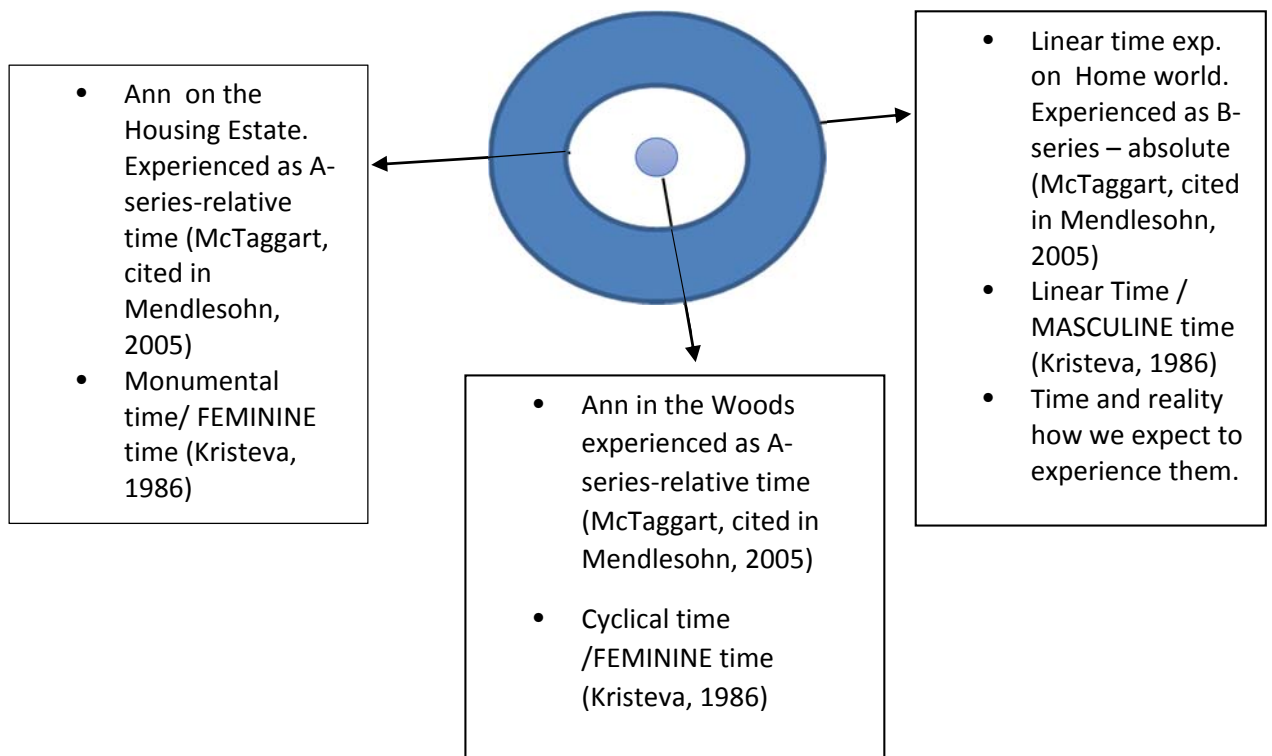 • Ann on the
Housing Estate.
Experienced as A-
series-relative
time (McTaggart,
cited in
Mendlesohn,
2005)
• Monumental
time/ FEMININE
time (Kristeva,
1986)
• Ann in the Woods
experienced as A-
series-relative time
(McTaggart, cited in
Mendlesohn, 2005)
• Cyclical time
/FEMININE time
(Kristeva, 1986)
• Linear time exp.
on Home world.
Experienced as B-
series – absolute
(McTaggart, cited
in Mendlesohn,
2005)
• Linear Time /
MASCULINE time
(Kristeva, 1986)
• Time and reality
how we expect to
experience them.